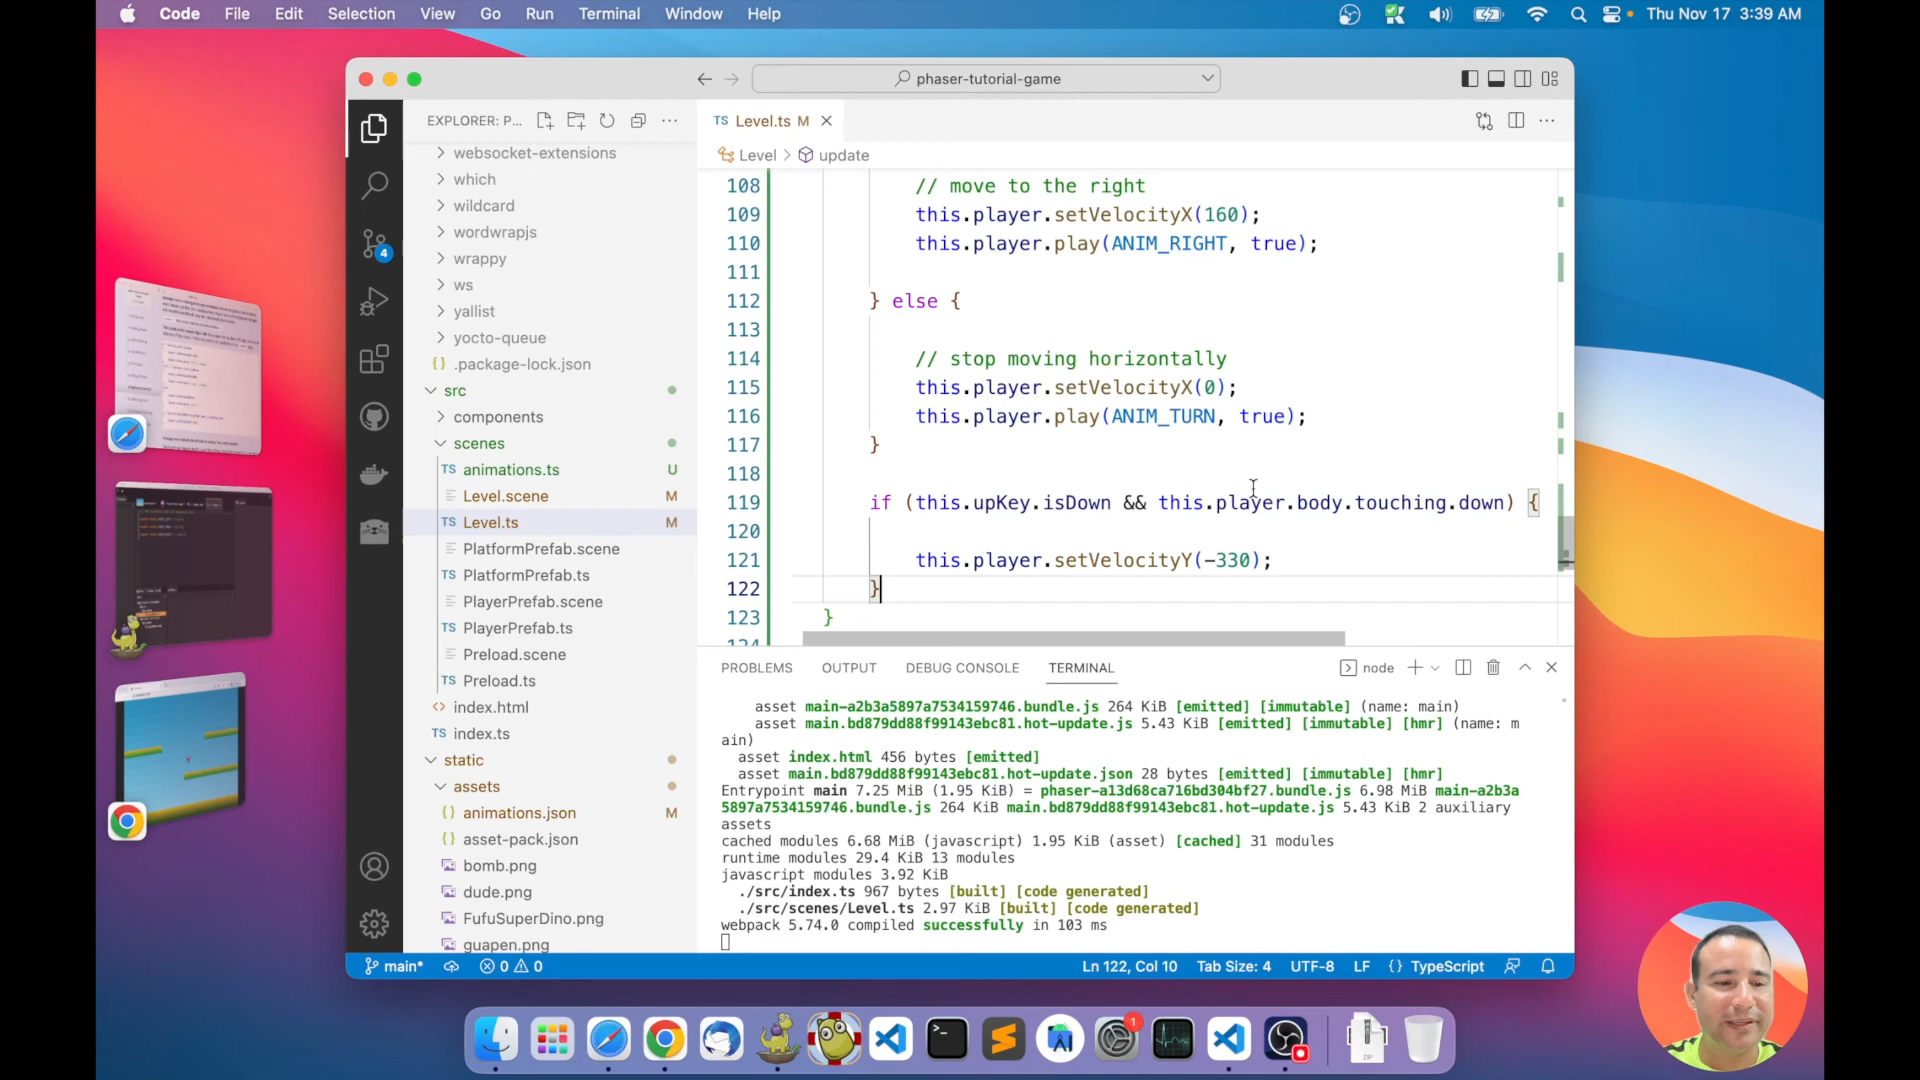 Code File Edit Selection View Go Run Terminal Window Help
Thu Nov 17 3:39 AM
phaser-tutorial-game
EXPLORER: P...
websocket-extensions
which
wildcard
wordwrapjs
wrappy
ws
yallist
yocto-queue
{} .package-lock.json
src
components
scenes
TS animations.ts U
Level.scene M
TS Level.ts M
PlatformPrefab.scene
TS PlatformPrefab.ts
PlayerPrefab.scene
TS PlayerPrefab.ts
Preload.scene
TS Preload.ts
<> index.html
TS index.ts
static
assets
{} animations.json M
{} asset-pack.json
bomb.png
dude.png
FufuSuperDino.png
guapen.png
4
TS Level.ts M
Level > update
108 // move to the right
109 this.player.setVelocityX(160);
110 this.player.play(ANIM_RIGHT, true);
111
112 } else {
113
114 // stop moving horizontally
115 this.player.setVelocityX(0);
116 this.player.play(ANIM_TURN, true);
117 }
118
119 if (this.upKey.isDown && this.player.body.touching.down) {
120
121 this.player.setVelocityY(-330);
122 }
123 }
124
PROBLEMS OUTPUT DEBUG CONSOLE TERMINAL
node
asset main-a2b3a5897a7534159746.bundle.js 264 KiB [emitted] [immutable] (name: main)
asset main.bd879dd88f99143ebc81.hot-update.js 5.43 KiB [emitted] [immutable] [hmr] (name: m
ain)
asset index.html 456 bytes [emitted]
asset main.bd879dd88f99143ebc81.hot-update.json 28 bytes [emitted] [immutable] [hmr]
Entrypoint main 7.25 MiB (1.95 KiB) = phaser-a13d68ca716bd304bf27.bundle.js 6.98 MiB main-a2b3a
5897a7534159746.bundle.js 264 KiB main.bd879dd88f99143ebc81.hot-update.js 5.43 KiB 2 auxiliary
assets
cached modules 6.68 MiB (javascript) 1.95 KiB (asset) [cached] 31 modules
runtime modules 29.4 KiB 13 modules
javascript modules 3.92 KiB
./src/index.ts 967 bytes [built] [code generated]
./src/scenes/Level.ts 2.97 KiB [built] [code generated]
webpack 5.74.0 compiled successfully in 103 ms
main* 0 0
Ln 122, Col 10 Tab Size: 4 UTF-8 LF {} TypeScript
1
ZIP